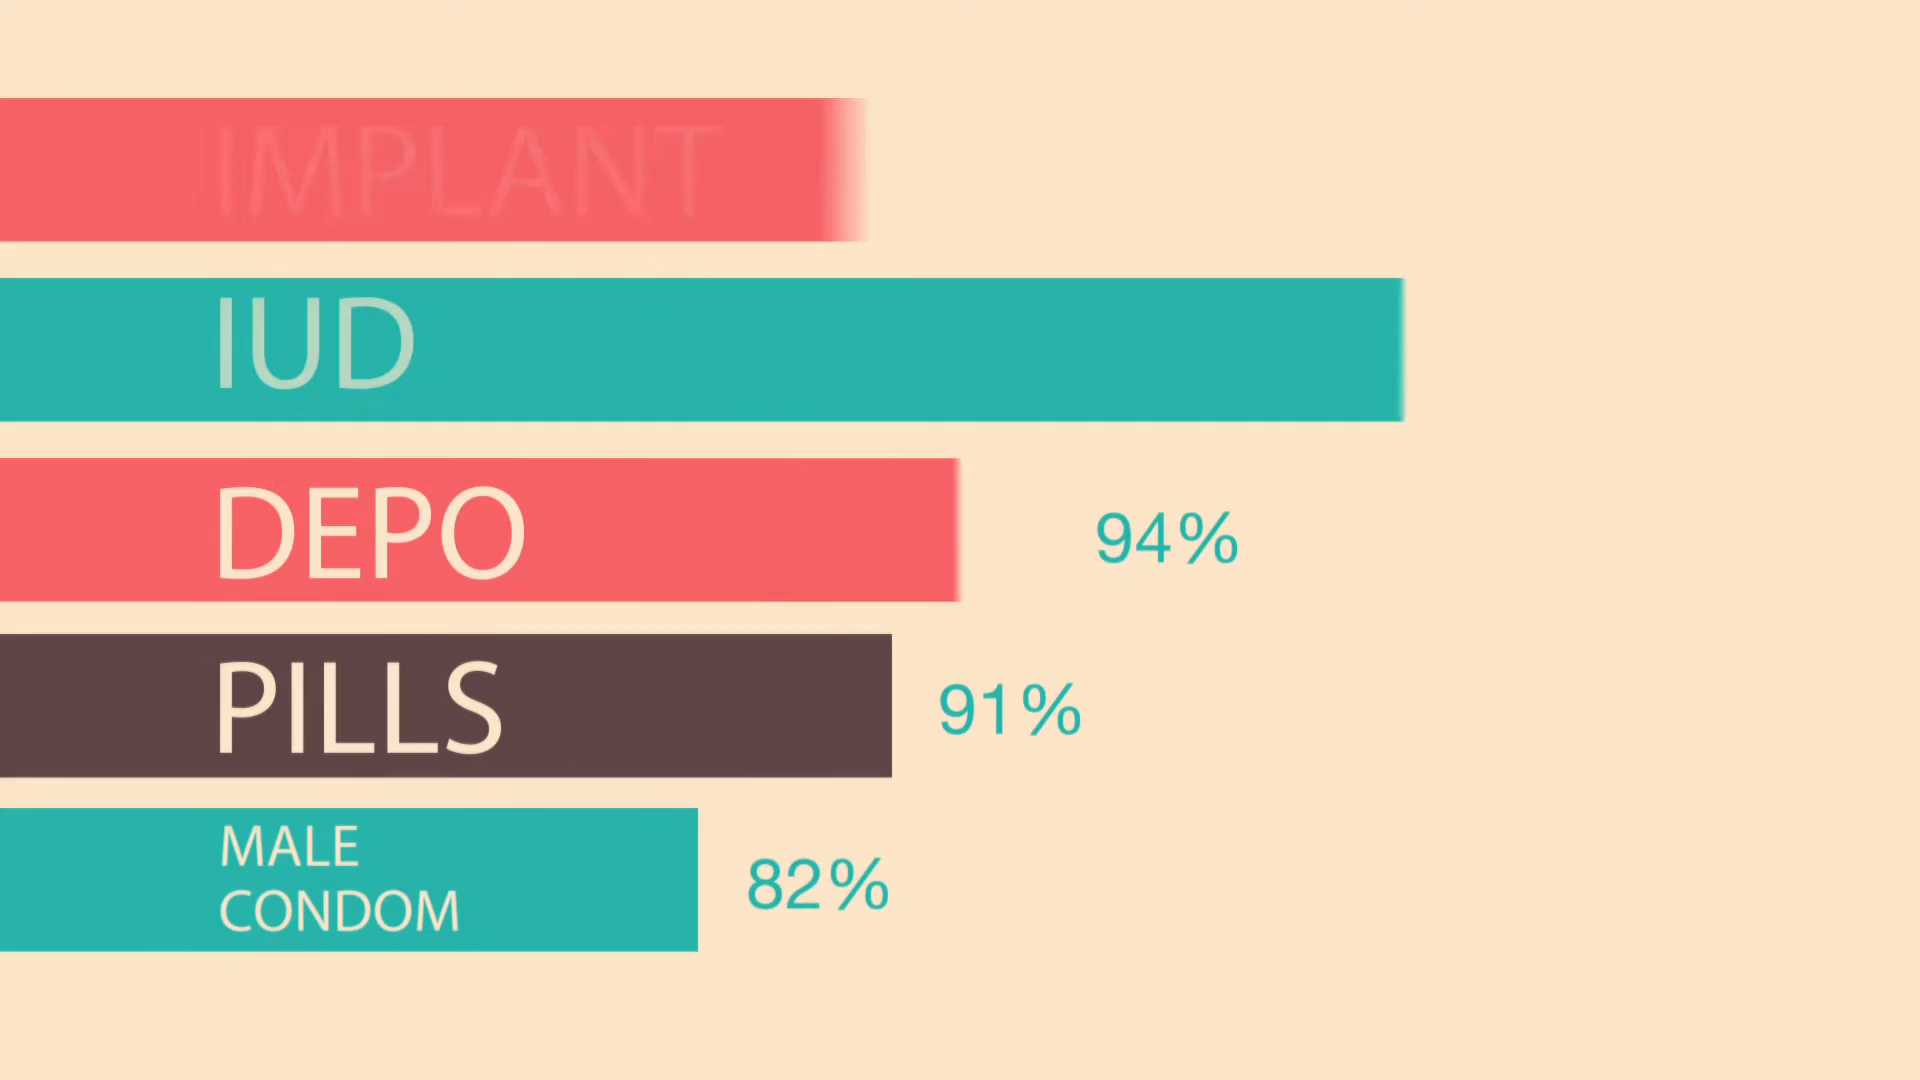 IMPLANT
IUD
DEPO 94%
PILLS 91%
MALE
CONDOM
82%